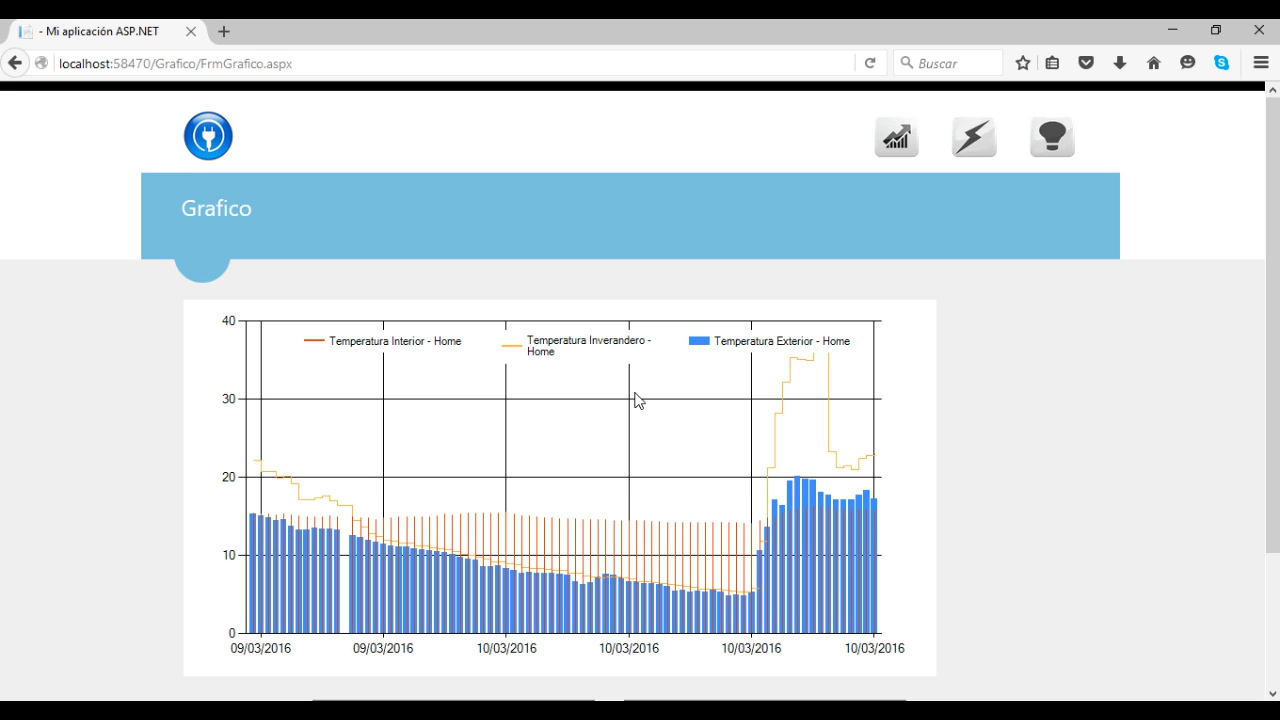 - Mi aplicación ASP.NET
localhost:58470/Grafico/FrmGrafico.aspx
Buscar
Grafico
40
Temperatura Interior - Home
Temperatura Inverandero -
Home
Temperatura Exterior - Home
30
20
10
0
09/03/2016 09/03/2016 10/03/2016 10/03/2016 10/03/2016 10/03/2016